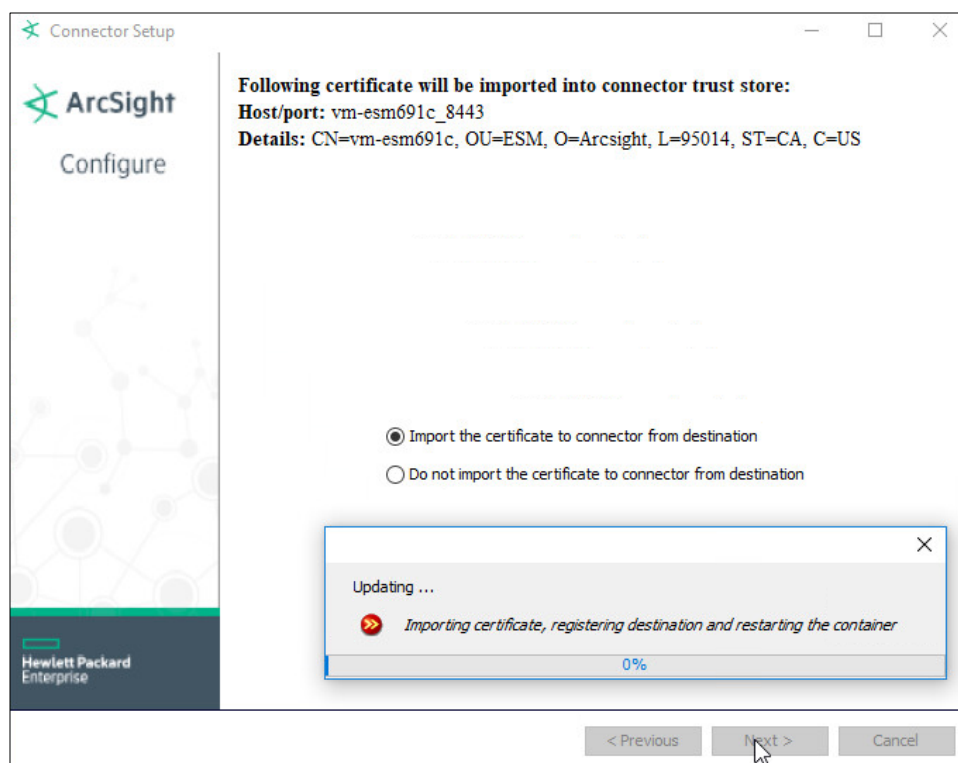 Connector Setup
ArcSight
Configure
Following certificate will be imported into connector trust store:
Host/port: vm-esm691c_8443
Details: CN=vm-esm691c, OU=ESM, O=Arcsight, L=95014, ST=CA, C=US
Import the certificate to connector from destination
Do not import the certificate to connector from destination
Updating ...
Importing certificate, registering destination and restarting the container
0%
Hewlett Packard
Enterprise
< Previous
Next >
Cancel